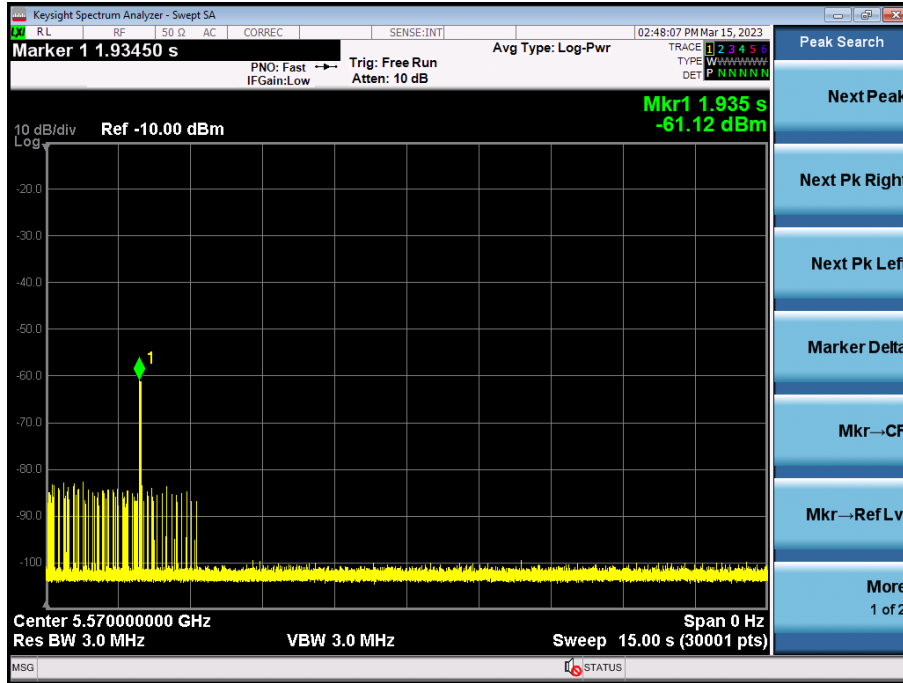 Keysight Spectrum Analyzer - Swept SA
LXI RL RF 50 Ω AC CORREC SENSE:INT 02:48:07 PM Mar 15, 2023
Marker 1 1.93450 s
PNO: Fast
IFGain:Low
Trig: Free Run
Atten: 10 dB
Avg Type: Log-Pwr
TRACE 1 2 3 4 5 6
TYPE WWWWWW
DET P N N N N N
Mkr1 1.935 s
-61.12 dBm
10 dB/div Ref -10.00 dBm
Log
-20.0
-30.0
-40.0
-50.0
1
-60.0
-70.0
-80.0
-90.0
-100
Center 5.570000000 GHz Span 0 Hz
Res BW 3.0 MHz VBW 3.0 MHz Sweep 15.00 s (30001 pts)
MSG STATUS
Peak Search
Next Peak
Next Pk Right
Next Pk Left
Marker Delta
Mkr→CF
Mkr→Ref Lv
More
1 of 2